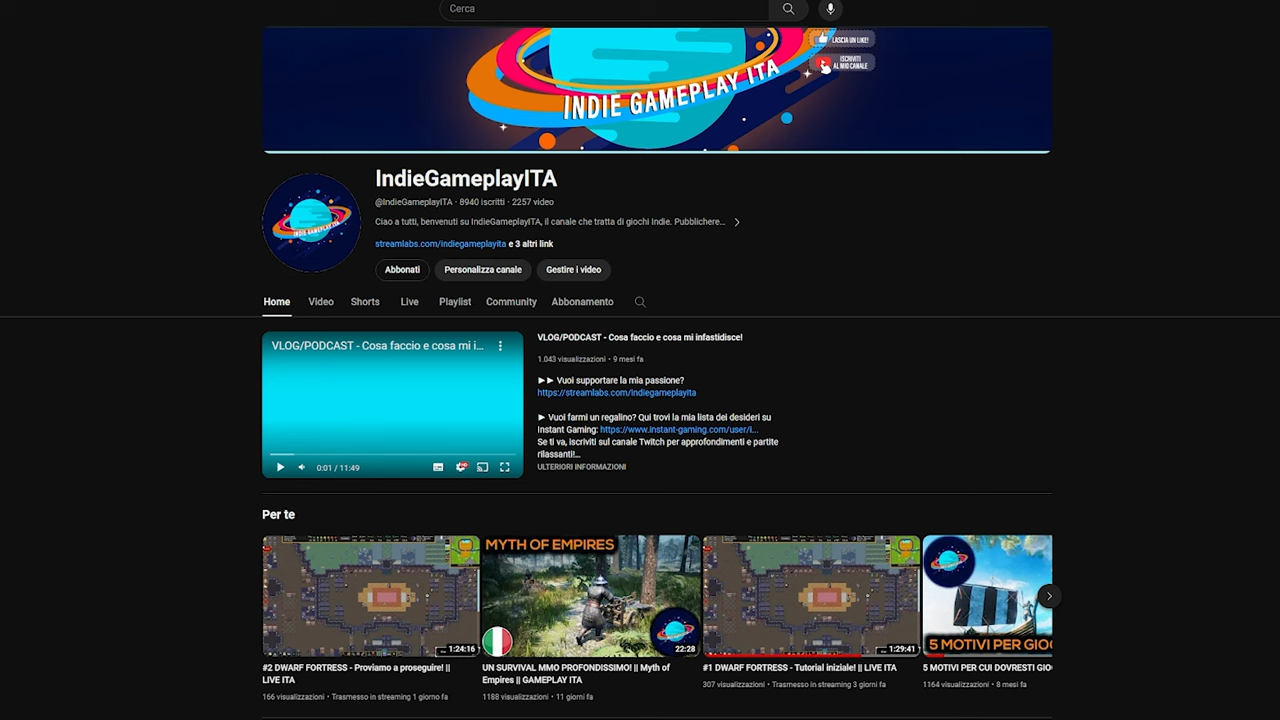 Cerca
LASCIA UN LIKE!
ISCRIVITI
AL MIO CANALE
INDIE GAMEPLAY ITA
IndieGameplayITA
@IndieGameplayITA · 8940 iscritti · 2257 video
INDIE GAMEPLAY ITA
Ciao a tutti, benvenuti su IndieGameplayITA, il canale che tratta di giochi Indie. Pubblichere...
streamlabs.com/indiegameplayita e 3 altri link
Abbonati Personalizza canale Gestire i video
Home Video Shorts Live Playlist Community Abbonamento
VLOG/PODCAST - Cosa faccio e cosa mi i...
0:01 / 11:49
VLOG/PODCAST - Cosa faccio e cosa mi infastidisce!
1.043 visualizzazioni • 9 mesi fa
►► Vuoi supportare la mia passione?
https://streamlabs.com/indiegameplayita
► Vuoi farmi un regalino? Qui trovi la mia lista dei desideri su
Instant Gaming: https://www.instant-gaming.com/user/i...
Se ti va, iscriviti sul canale Twitch per approfondimenti e partite
rilassanti!...
ULTERIORI INFORMAZIONI
Per te
1:24:16
#2 DWARF FORTRESS - Proviamo a proseguire! ||
LIVE ITA
166 visualizzazioni • Trasmesso in streaming 1 giorno fa
MYTH OF EMPIRES
22:28
UN SURVIVAL MMO PROFONDISSIMO! || Myth of
Empires || GAMEPLAY ITA
1188 visualizzazioni • 11 giorni fa
1:29:41
#1 DWARF FORTRESS - Tutorial iniziale! || LIVE ITA
307 visualizzazioni • Trasmesso in streaming 3 giorni fa
5 MOTIVI PER GIOC
5 MOTIVI PER CUI DOVRESTI GIO
1164 visualizzazioni • 8 mesi fa